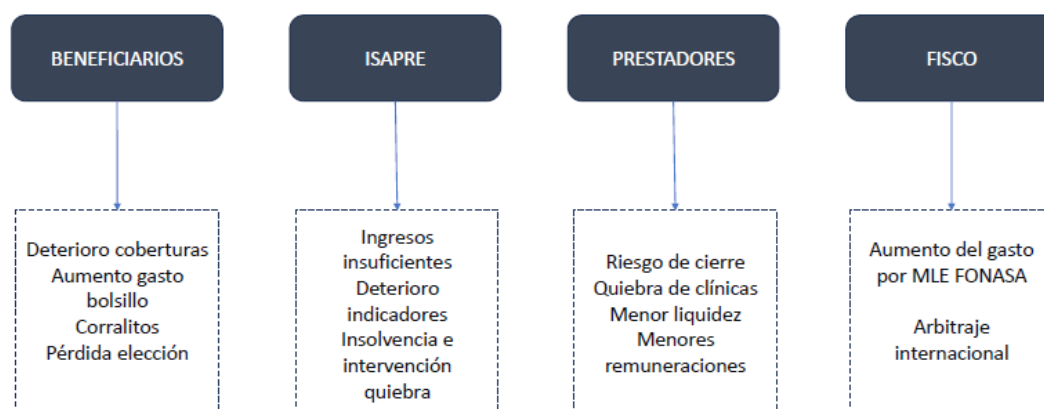 BENEFICIARIOS
ISAPRE
PRESTADORES
FISCO
Deterioro coberturas
Aumento gasto
bolsillo
Corralitos
Pérdida elección
Ingresos
insuficientes
Deterioro
indicadores
Insolvencia e
intervención
quiebra
Riesgo de cierre
Quiebra de clínicas
Menor liquidez
Menores
remuneraciones
Aumento del gasto
por MLE FONASA
Arbitraje
internacional